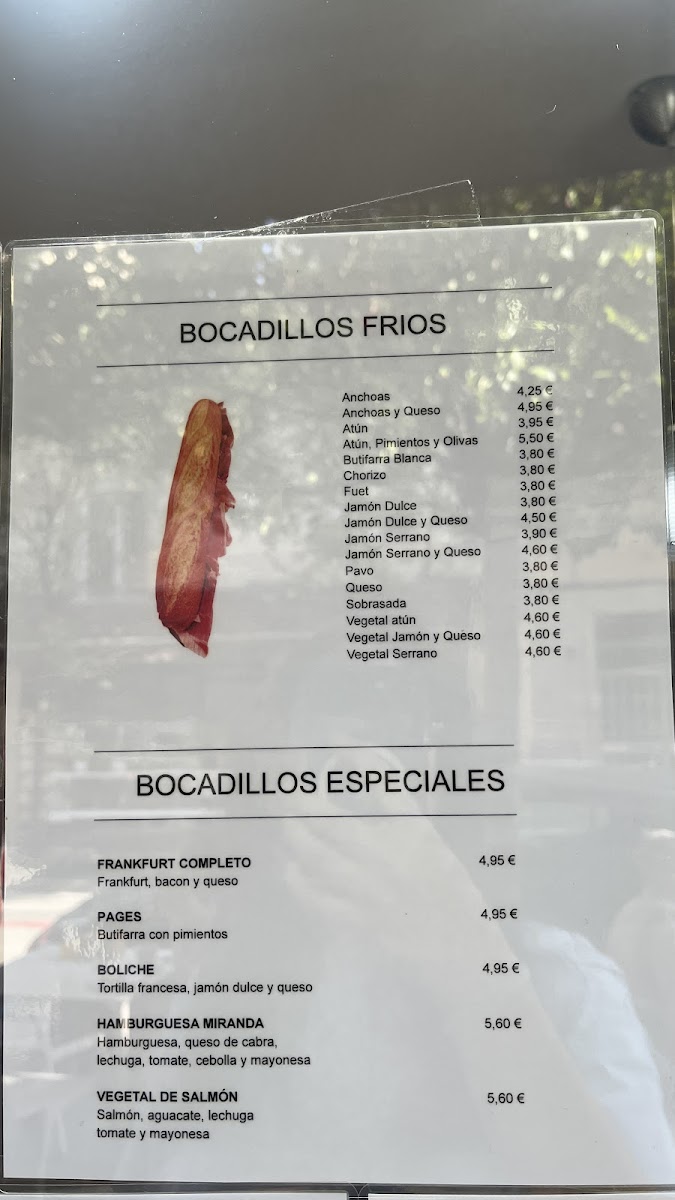 BOCADILLOS FRIOS
Anchoas 4,25 €
Anchoas y Queso 4,95 €
Atún 3,95 €
Atún, Pimientos y Olivas 5,50 €
Butifarra Blanca 3,80 €
Chorizo 3,80 €
Fuet 3,80 €
Jamón Dulce 3,80 €
Jamón Dulce y Queso 4,50 €
Jamón Serrano 3,90 €
Jamón Serrano y Queso 4,60 €
Pavo 3,80 €
Queso 3,80 €
Sobrasada 3,80 €
Vegetal atún 4,60 €
Vegetal Jamón y Queso 4,60 €
Vegetal Serrano 4,60 €
BOCADILLOS ESPECIALES
FRANKFURT COMPLETO 4,95 €
Frankfurt, bacon y queso
PAGES 4,95 €
Butifarra con pimientos
BOLICHE 4,95 €
Tortilla francesa, jamón dulce y queso
HAMBURGUESA MIRANDA 5,60 €
Hamburguesa, queso de cabra,
lechuga, tomate, cebolla y mayonesa
VEGETAL DE SALMÓN 5,60 €
Salmón, aguacate, lechuga
tomate y mayonesa